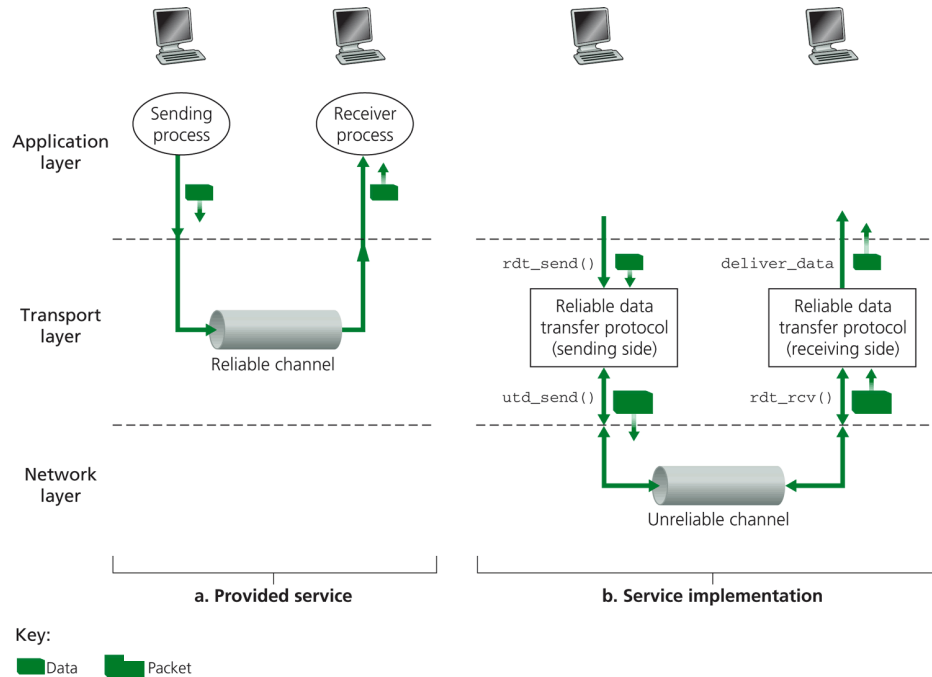 Sending
process
Receiver
process
Application
layer
Transport
layer
Reliable channel
rdt_send()
deliver_data
Reliable data
transfer protocol
(sending side)
Reliable data
transfer protocol
(receiving side)
utd_send()
rdt_rcv()
Network
layer
Unreliable channel
a. Provided service
b. Service implementation
Key:
Data
Packet